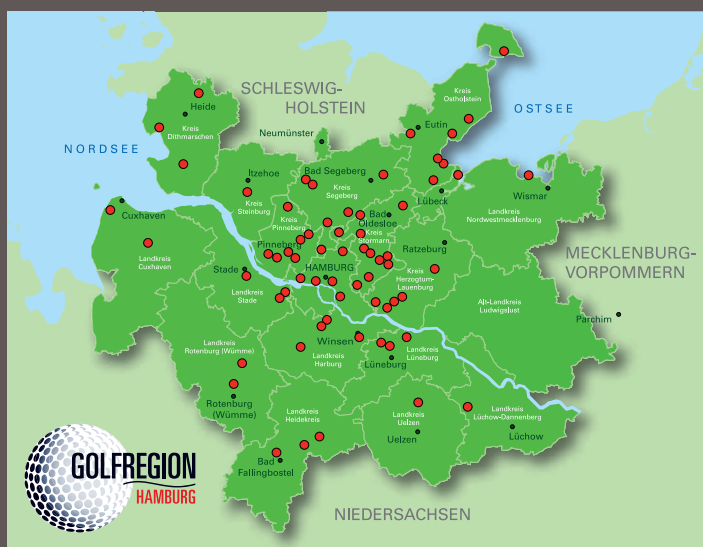 SCHLESWIG-
HOLSTEIN
OSTSEE
NORDSEE
MECKLENBURG-
VORPOMMERN
NIEDERSACHSEN
Heide
Kreis
Dithmarschen
Neumünster
Kreis
Ostholstein
Eutin
Itzehoe
Bad Segeberg
Kreis
Segeberg
Kreis
Steinburg
Kreis
Pinneberg
Pinneberg
Lübeck
Wismar
Landkreis
Nordwestmecklenburg
Cuxhaven
Landkreis
Cuxhaven
Bad
Oldesloe
Kreis
Stormarn
Ratzeburg
Stade
Landkreis
Stade
HAMBURG
Kreis
Herzogtum-
Lauenburg
Alt-Landkreis
Ludwigslust
Parchim
Landkreis
Rotenburg (Wümme)
Rotenburg
(Wümme)
Winsen
Landkreis
Harburg
Landkreis
Lüneburg
Lüneburg
Landkreis
Heidekreis
Landkreis
Uelzen
Uelzen
Landkreis
Lüchow-Dannenberg
Lüchow
Bad
Fallingbostel
GOLFREGION
HAMBURG